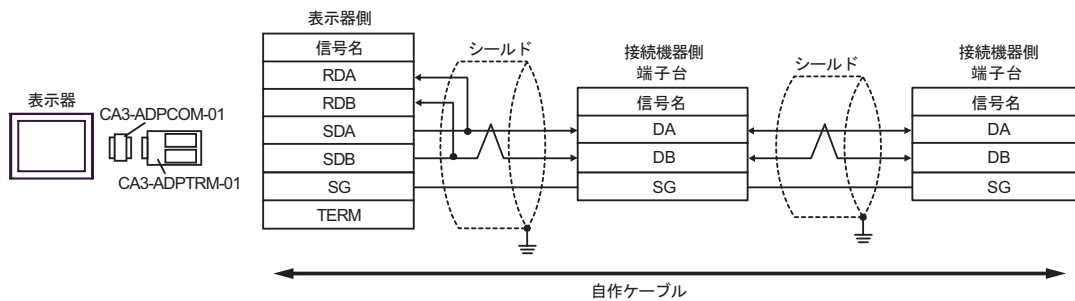 表示器
CA3-ADPCOM-01
CA3-ADPTRM-01
表示器側
信号名
RDA
RDB
SDA
SDB
SG
TERM
シールド
接続機器側
端子台
信号名
DA
DB
SG
シールド
接続機器側
端子台
信号名
DA
DB
SG
自作ケーブル